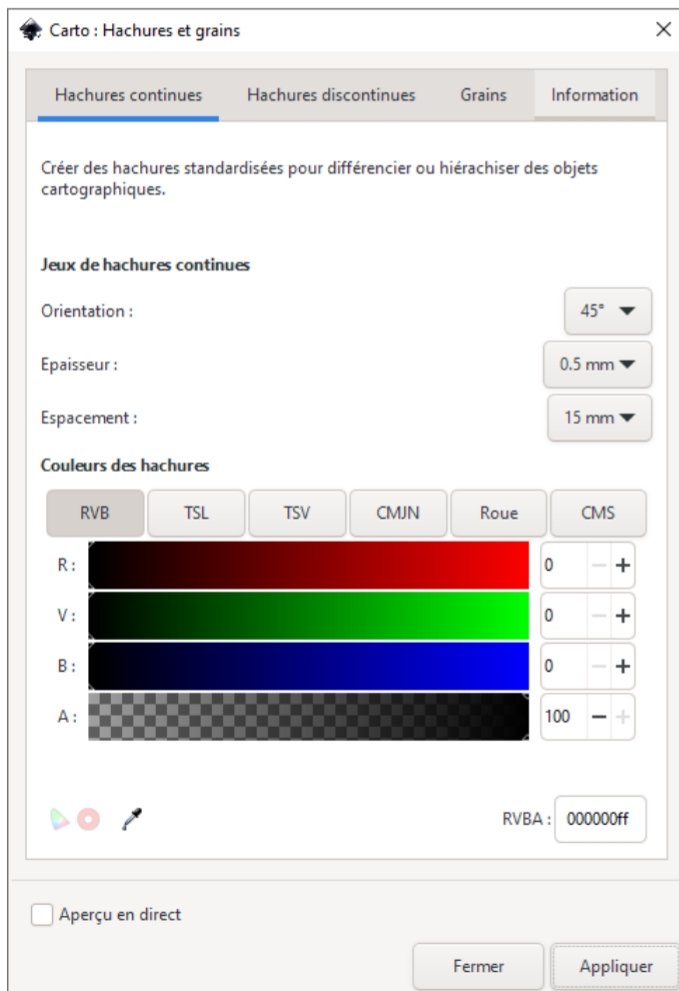 Carto : Hachures et grains
Hachures continues Hachures discontinues Grains Information
Créer des hachures standardisées pour différencier ou hiérachiser des objets
cartographiques.
Jeux de hachures continues
Orientation : 45°
Epaisseur : 0.5 mm
Espacement : 15 mm
Couleurs des hachures
RVB TSL TSV CMJN Roue CMS
R : 0 − +
V : 0 − +
B : 0 − +
A : 100 − +
RVBA : 000000ff
Aperçu en direct
Fermer Appliquer